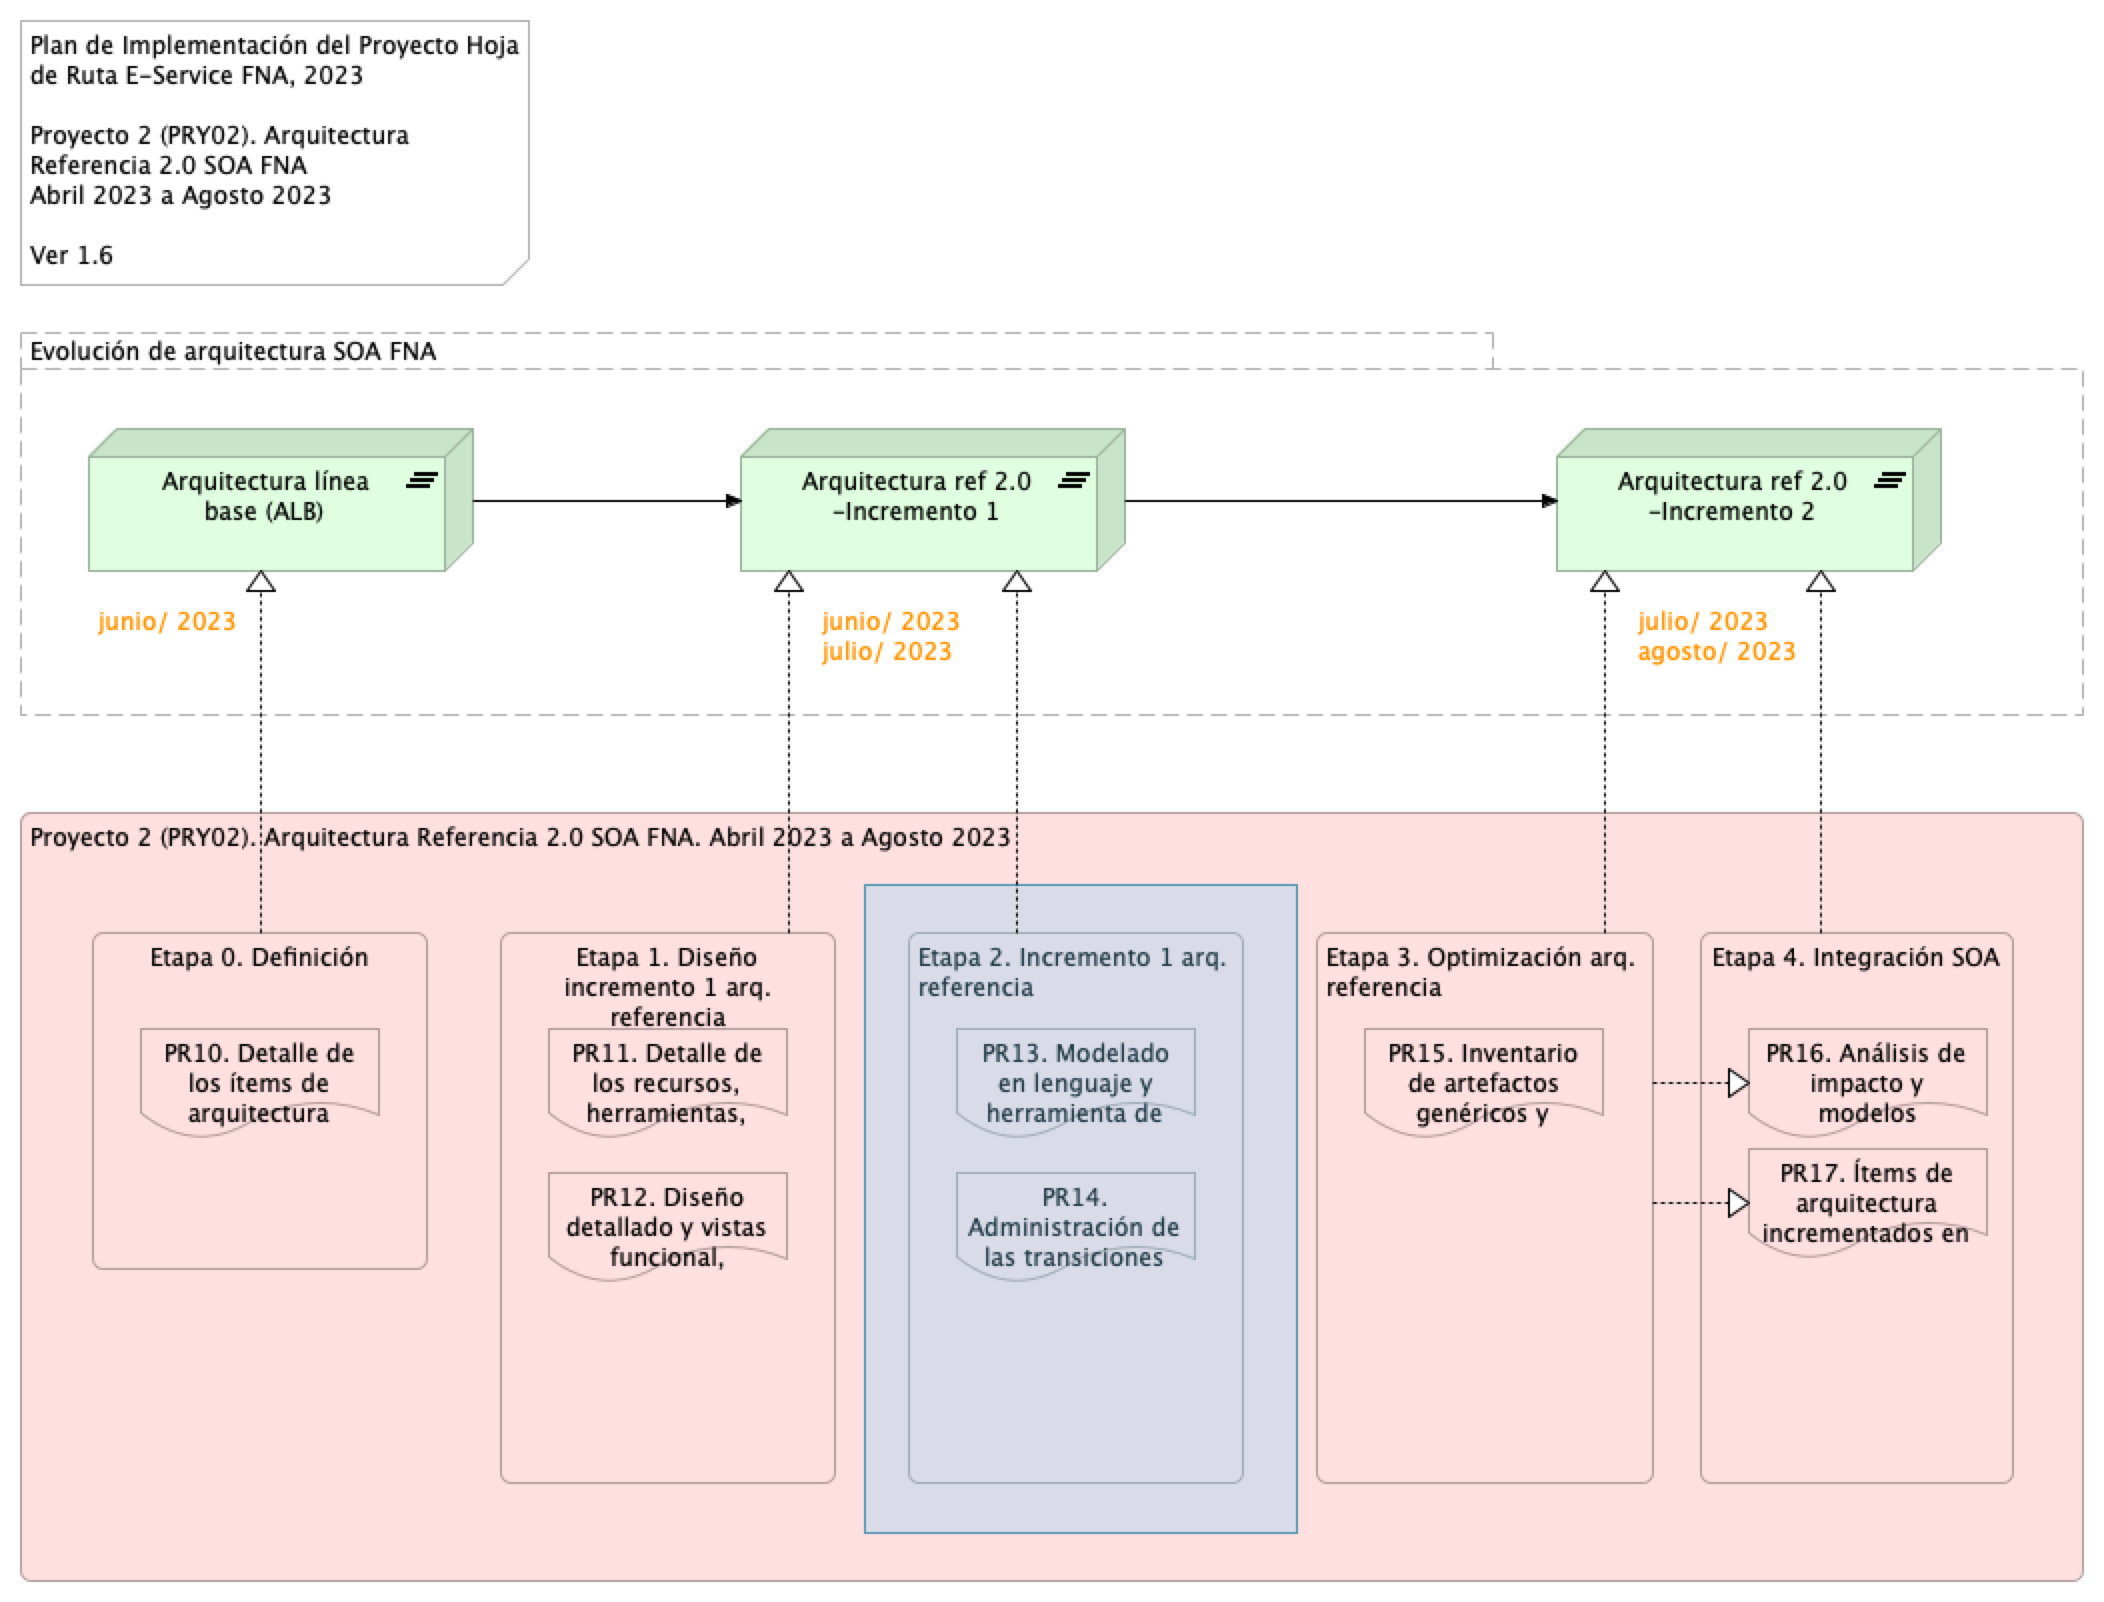 Plan de Implementación del Proyecto Hoja
de Ruta E-Service FNA, 2023
Proyecto 2 (PRY02). Arquitectura
Referencia 2.0 SOA FNA
Abril 2023 a Agosto 2023
Ver 1.6
Evolución de arquitectura SOA FNA
Arquitectura línea
base (ALB)
Arquitectura ref 2.0
-Incremento 1
Arquitectura ref 2.0
-Incremento 2
junio/ 2023
junio/ 2023
julio/ 2023
julio/ 2023
agosto/ 2023
Proyecto 2 (PRY02). Arquitectura Referencia 2.0 SOA FNA. Abril 2023 a Agosto 2023
Etapa 0. Definición
PR10. Detalle de
los ítems de
arquitectura
Etapa 1. Diseño
incremento 1 arq.
referencia
PR11. Detalle de
los recursos,
herramientas,
PR12. Diseño
detallado y vistas
funcional,
Etapa 2. Incremento 1 arq.
referencia
PR13. Modelado
en lenguaje y
herramienta de
PR14.
Administración de
las transiciones
Etapa 3. Optimización arq.
referencia
PR15. Inventario
de artefactos
genéricos y
Etapa 4. Integración SOA
PR16. Análisis de
impacto y
modelos
PR17. Ítems de
arquitectura
incrementados en